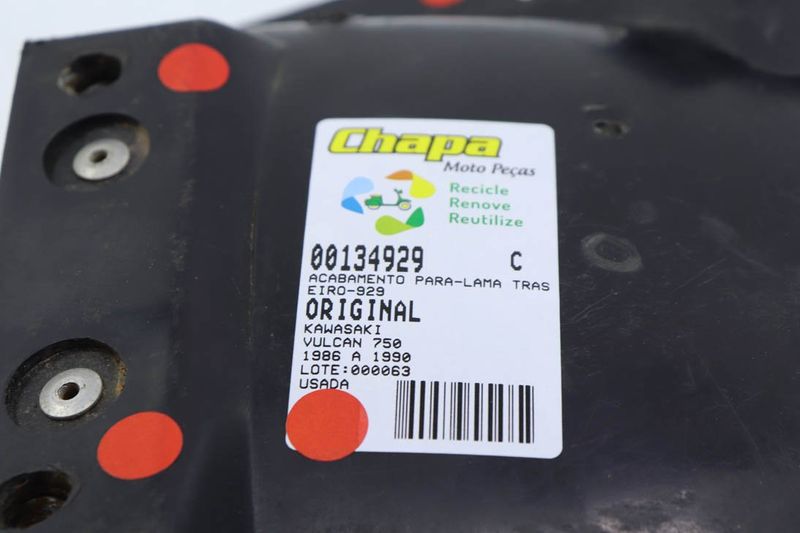 Chapa
Moto Peças
Recicle
Renove
Reutilize
00134929 C
ACABAMENTO PARA-LAMA TRAS
EIRO-929
ORIGINAL
KAWASAKI
VULCAN 750
1986 A 1990
LOTE:000063
USADA